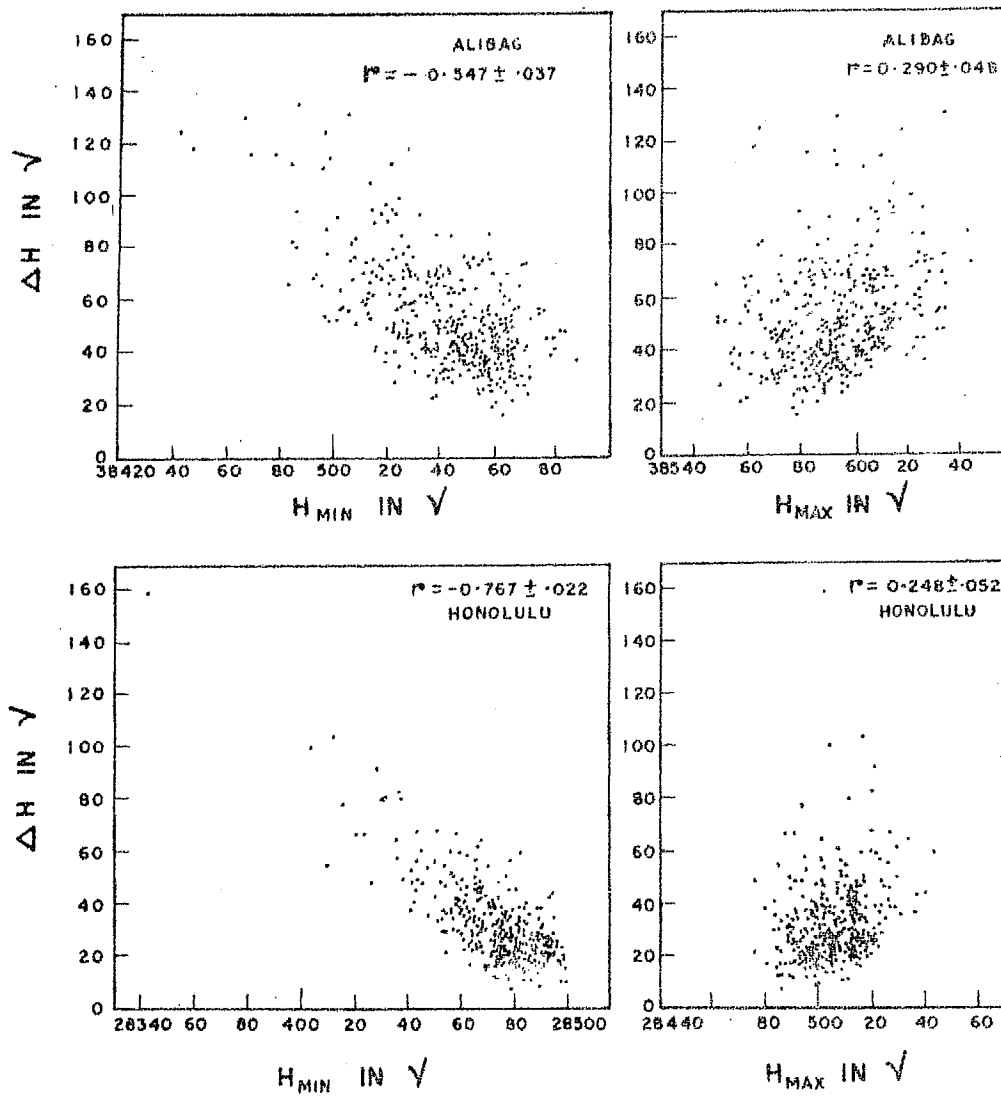 ALIBAG
r = - 0.547 ± .037
160
140
120
100
80
60
40
20
0
ΔH IN γ
38420 40 60 80 500 20 40 60 80
H MIN IN γ
ALIBAG
r = 0.290 ± .048
160
140
120
100
80
60
40
20
0
38540 60 80 600 20 40
H MAX IN γ
r = -0.767 ± .022
HONOLULU
160
140
120
100
80
60
40
20
0
ΔH IN γ
28340 60 80 400 20 40 60 80 28500
H MIN IN γ
r = 0.248 ± .052
HONOLULU
160
140
120
100
80
60
40
20
0
28440 80 500 20 40 60
H MAX IN γ